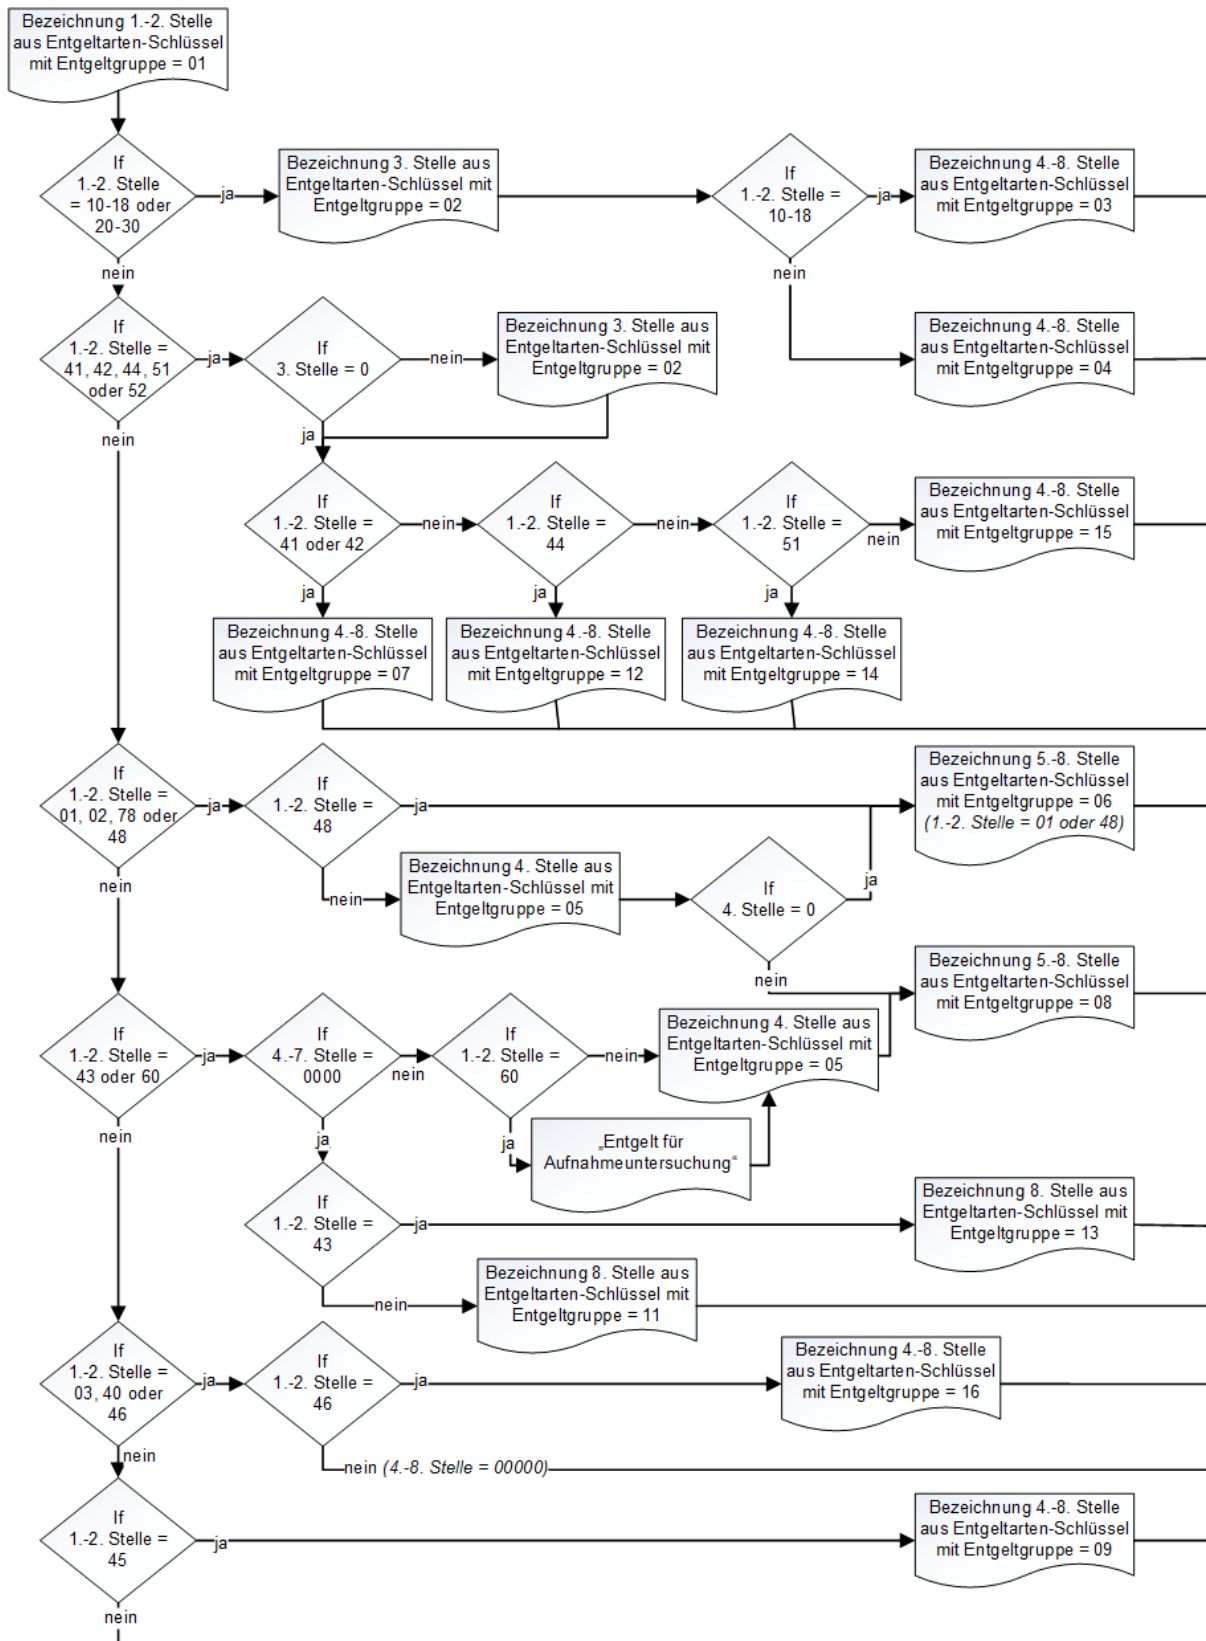 Bezeichnung 1.-2. Stelle
aus Entgeltarten-Schlüssel
mit Entgeltgruppe = 01
If
1.-2. Stelle
= 10-18 oder
20-30
ja
Bezeichnung 3. Stelle aus
Entgeltarten-Schlüssel mit
Entgeltgruppe = 02
If
1.-2. Stelle =
10-18
ja
Bezeichnung 4.-8. Stelle
aus Entgeltarten-Schlüssel
mit Entgeltgruppe = 03
nein
nein
Bezeichnung 4.-8. Stelle
aus Entgeltarten-Schlüssel
mit Entgeltgruppe = 04
If
1.-2. Stelle =
41, 42, 44, 51
oder 52
ja
If
3. Stelle = 0
nein
Bezeichnung 3. Stelle aus
Entgeltarten-Schlüssel mit
Entgeltgruppe = 02
nein
ja
If
1.-2. Stelle =
41 oder 42
nein
If
1.-2. Stelle =
44
nein
If
1.-2. Stelle =
51
nein
Bezeichnung 4.-8. Stelle
aus Entgeltarten-Schlüssel
mit Entgeltgruppe = 15
ja
ja
ja
Bezeichnung 4.-8. Stelle
aus Entgeltarten-Schlüssel
mit Entgeltgruppe = 07
Bezeichnung 4.-8. Stelle
aus Entgeltarten-Schlüssel
mit Entgeltgruppe = 12
Bezeichnung 4.-8. Stelle
aus Entgeltarten-Schlüssel
mit Entgeltgruppe = 14
If
1.-2. Stelle =
01, 02, 78 oder
48
ja
If
1.-2. Stelle =
48
ja
Bezeichnung 5.-8. Stelle
aus Entgeltarten-Schlüssel
mit Entgeltgruppe = 06
(1.-2. Stelle = 01 oder 48)
nein
nein
Bezeichnung 4. Stelle aus
Entgeltarten-Schlüssel mit
Entgeltgruppe = 05
If
4. Stelle = 0
ja
nein
Bezeichnung 5.-8. Stelle
aus Entgeltarten-Schlüssel
mit Entgeltgruppe = 08
If
1.-2. Stelle =
43 oder 60
ja
If
4.-7. Stelle =
0000
nein
If
1.-2. Stelle =
60
nein
Bezeichnung 4. Stelle aus
Entgeltarten-Schlüssel mit
Entgeltgruppe = 05
nein
ja
ja
„Entgelt für
Aufnahmeuntersuchung“
If
1.-2. Stelle =
43
ja
Bezeichnung 8. Stelle aus
Entgeltarten-Schlüssel mit
Entgeltgruppe = 13
nein
Bezeichnung 8. Stelle aus
Entgeltarten-Schlüssel mit
Entgeltgruppe = 11
If
1.-2. Stelle =
03, 40 oder
46
ja
If
1.-2. Stelle =
46
ja
Bezeichnung 4.-8. Stelle
aus Entgeltarten-Schlüssel
mit Entgeltgruppe = 16
nein
nein (4.-8. Stelle = 00000)
If
1.-2. Stelle =
45
ja
Bezeichnung 4.-8. Stelle
aus Entgeltarten-Schlüssel
mit Entgeltgruppe = 09
nein